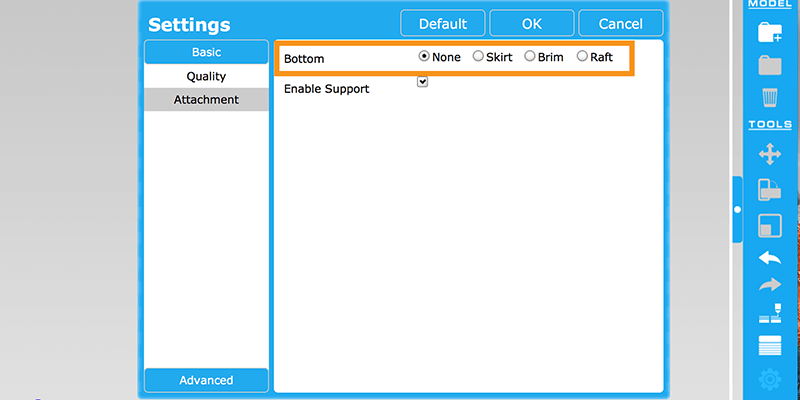 MODEL
Settings
Default
OK
Cancel
Basic
Quality
Attachment
Bottom
None
Skirt
Brim
Raft
Enable Support
TOOLS
Advanced